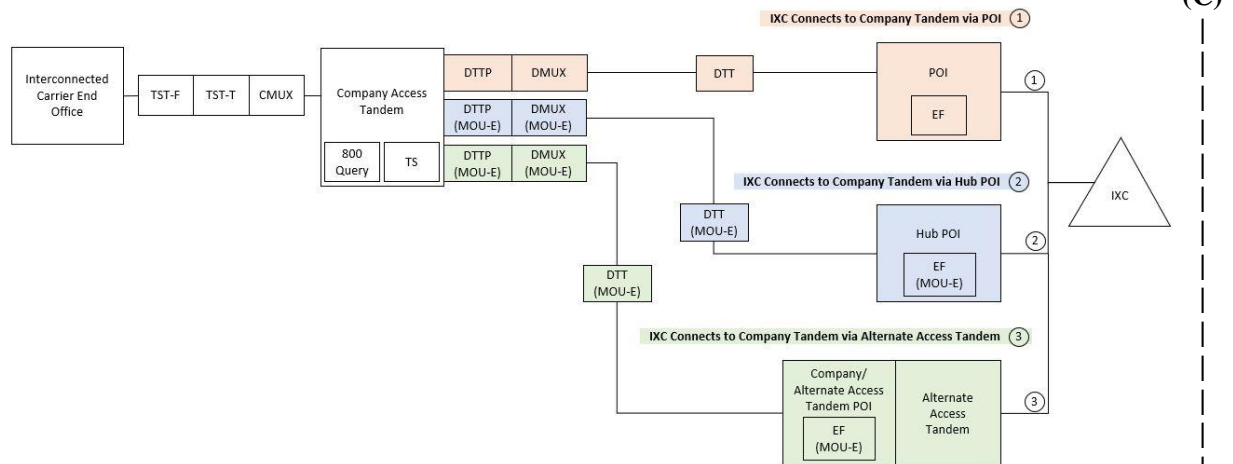 (C)
IXC Connects to Company Tandem via POI 1
Interconnected
Carrier End
Office
TST-F
TST-T
CMUX
Company Access
Tandem
800
Query
TS
DTTP
DMUX
DTT
POI
EF
1
DTTP
(MOU-E)
DMUX
(MOU-E)
DTTP
(MOU-E)
DMUX
(MOU-E)
IXC Connects to Company Tandem via Hub POI 2
IXC
DTT
(MOU-E)
Hub POI
EF
(MOU-E)
2
DTT
(MOU-E)
IXC Connects to Company Tandem via Alternate Access Tandem 3
Company/
Alternate Access
Tandem POI
EF
(MOU-E)
Alternate
Access
Tandem
3